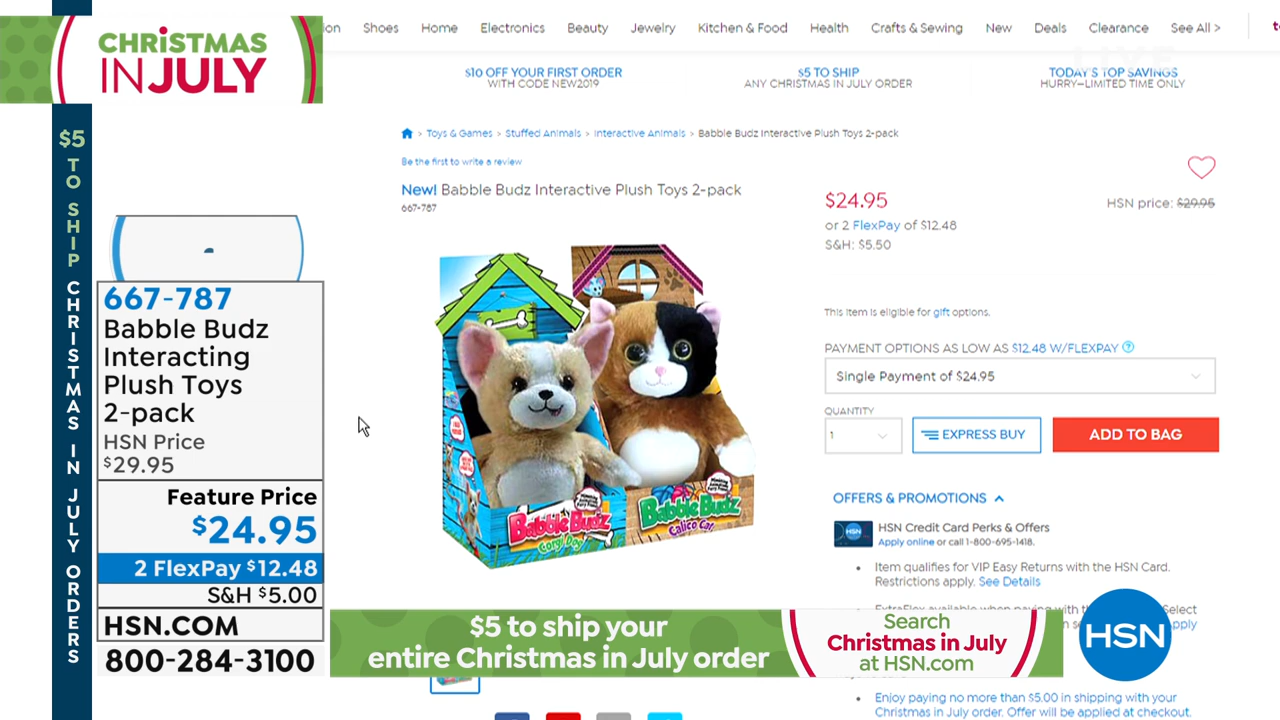 CHRISTMAS
IN JULY
Shoes
Home
Electronics
Beauty
Jewelry
Kitchen & Food
Health
Crafts & Sewing
New
Deals
Clearance
See All >
LIVE
$10 OFF YOUR FIRST ORDER
WITH CODE NEW2019
$5 TO SHIP
ANY CHRISTMAS IN JULY ORDER
TODAY'S TOP SAVINGS
HURRY—LIMITED TIME ONLY
$5 TO SHIP CHRISTMAS IN JULY ORDERS
> Toys & Games > Stuffed Animals > Interactive Animals > Babble Budz Interactive Plush Toys 2-pack
Be the first to write a review
New! Babble Budz Interactive Plush Toys 2-pack
667-787
$24.95
HSN price: $29.95
or 2 FlexPay of $12.48
S&H: $5.50
This item is eligible for gift options.
PAYMENT OPTIONS AS LOW AS $12.48 W/FLEXPAY ?
Single Payment of $24.95
QUANTITY
1
EXPRESS BUY
ADD TO BAG
OFFERS & PROMOTIONS
HSN
HSN Credit Card Perks & Offers
Apply online or call 1-800-695-1418.
• Item qualifies for VIP Easy Returns with the HSN Card.
Restrictions apply. See Details
• Enjoy paying no more than $5.00 in shipping with your
Christmas in July order. Offer will be applied at checkout.
Babble Budz
Corgi Dog
Babble Budz
Calico Cat
667-787
Babble Budz
Interacting
Plush Toys
2-pack
HSN Price
$29.95
Feature Price
$24.95
2 FlexPay $12.48
S&H $5.00
HSN.COM
800-284-3100
$5 to ship your
entire Christmas in July order
Search
Christmas in July
at HSN.com
HSN